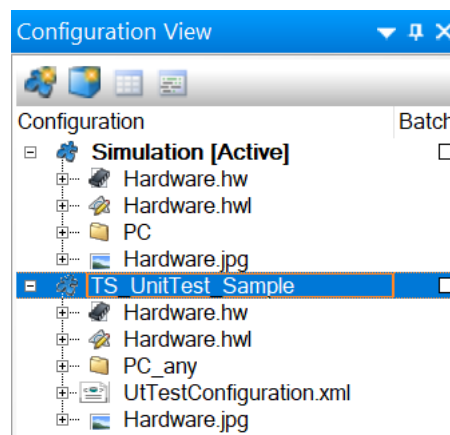 Configuration View
Configuration Batch
Simulation [Active]
Hardware.hw
Hardware.hwl
PC
Hardware.jpg
TS_UnitTest_Sample
Hardware.hw
Hardware.hwl
PC_any
UtTestConfiguration.xml
Hardware.jpg